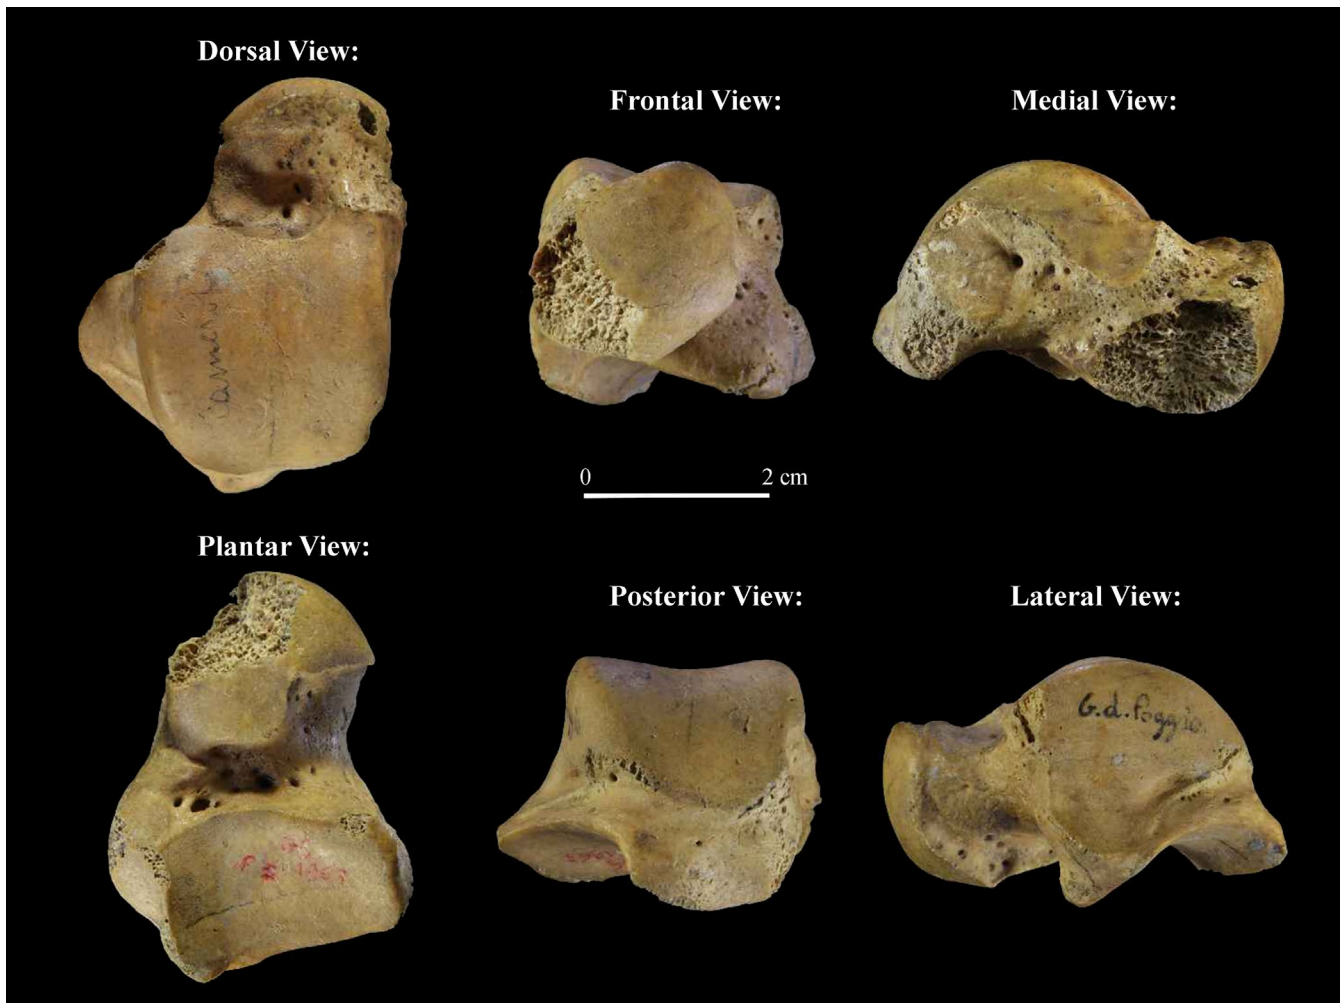 Dorsal View:
Frontal View:
Medial View:
0 2 cm
Plantar View:
Posterior View:
Lateral View:
G.d.Poggio.